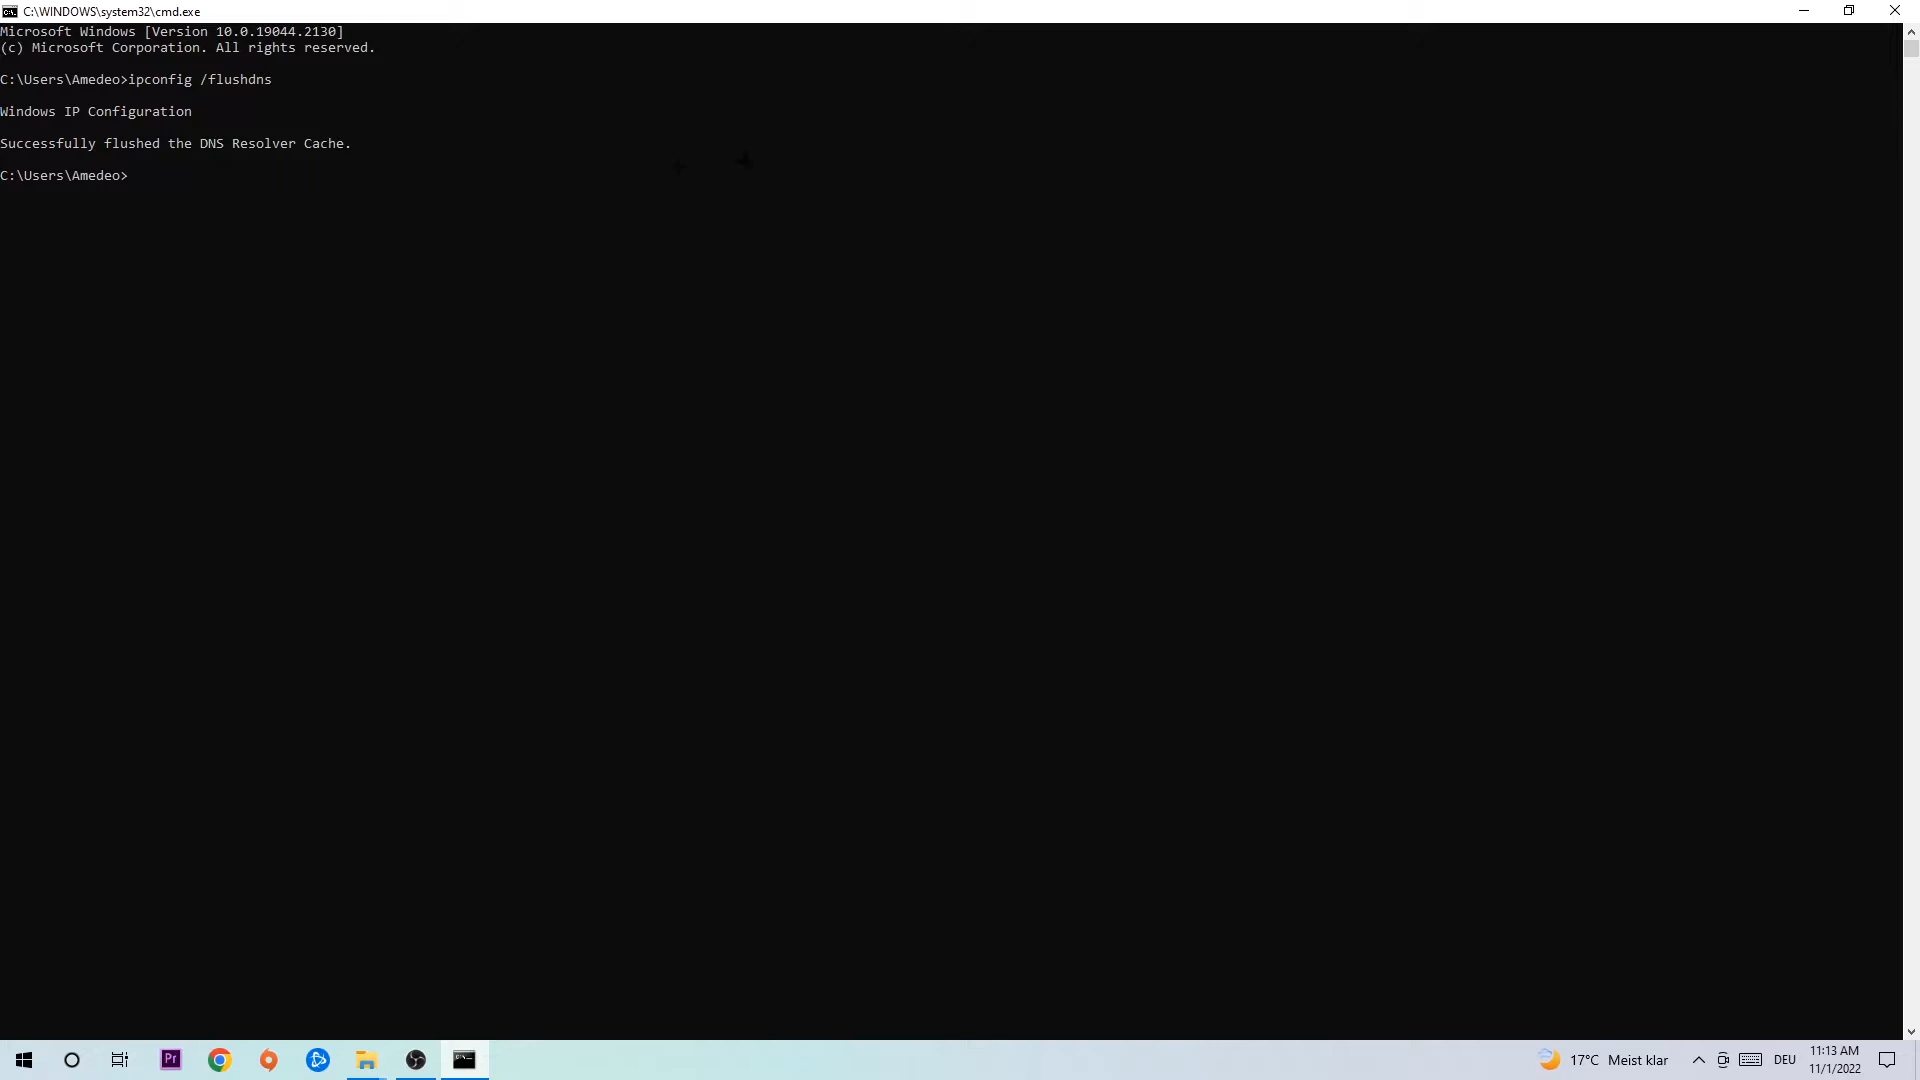 C:\WINDOWS\system32\cmd.exe
Microsoft Windows [Version 10.0.19044.2130]
(c) Microsoft Corporation. All rights reserved.
C:\Users\Amedeo>ipconfig /flushdns
Windows IP Configuration
Successfully flushed the DNS Resolver Cache.
C:\Users\Amedeo>
Pr
17°C Meist klar
DEU
11:13 AM
11/1/2022